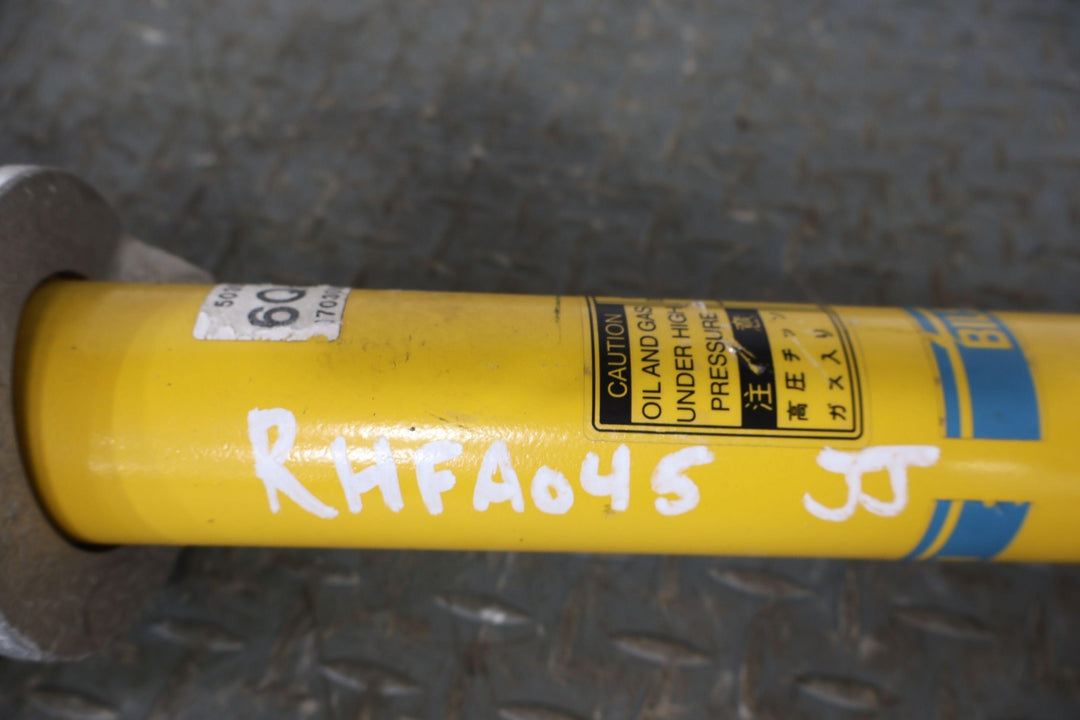 6Q
CAUTION
OIL AND GAS
UNDER HIGH
PRESSURE
注意
高圧チッソ
ガス入り
RHFA045 JJ